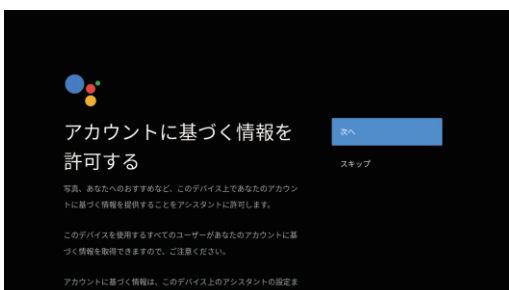 アカウントに基づく情報を
許可する
次へ
スキップ
写真、あなたへのおすすめなど、このデバイス上であなたのアカウン
トに基づく情報を提供することをアシスタントに許可します。
このデバイスを使用するすべてのユーザーがあなたのアカウントに基
づく情報を取得できますので、ご注意ください。
アカウントに基づく情報は、このデバイス上のアシスタントの設定ま